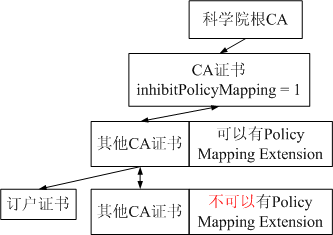 科学院根CA
CA证书
inhibitPolicyMapping = 1
其他CA证书
可以有Policy
Mapping Extension
订户证书
其他CA证书
不可以有Policy
Mapping Extension